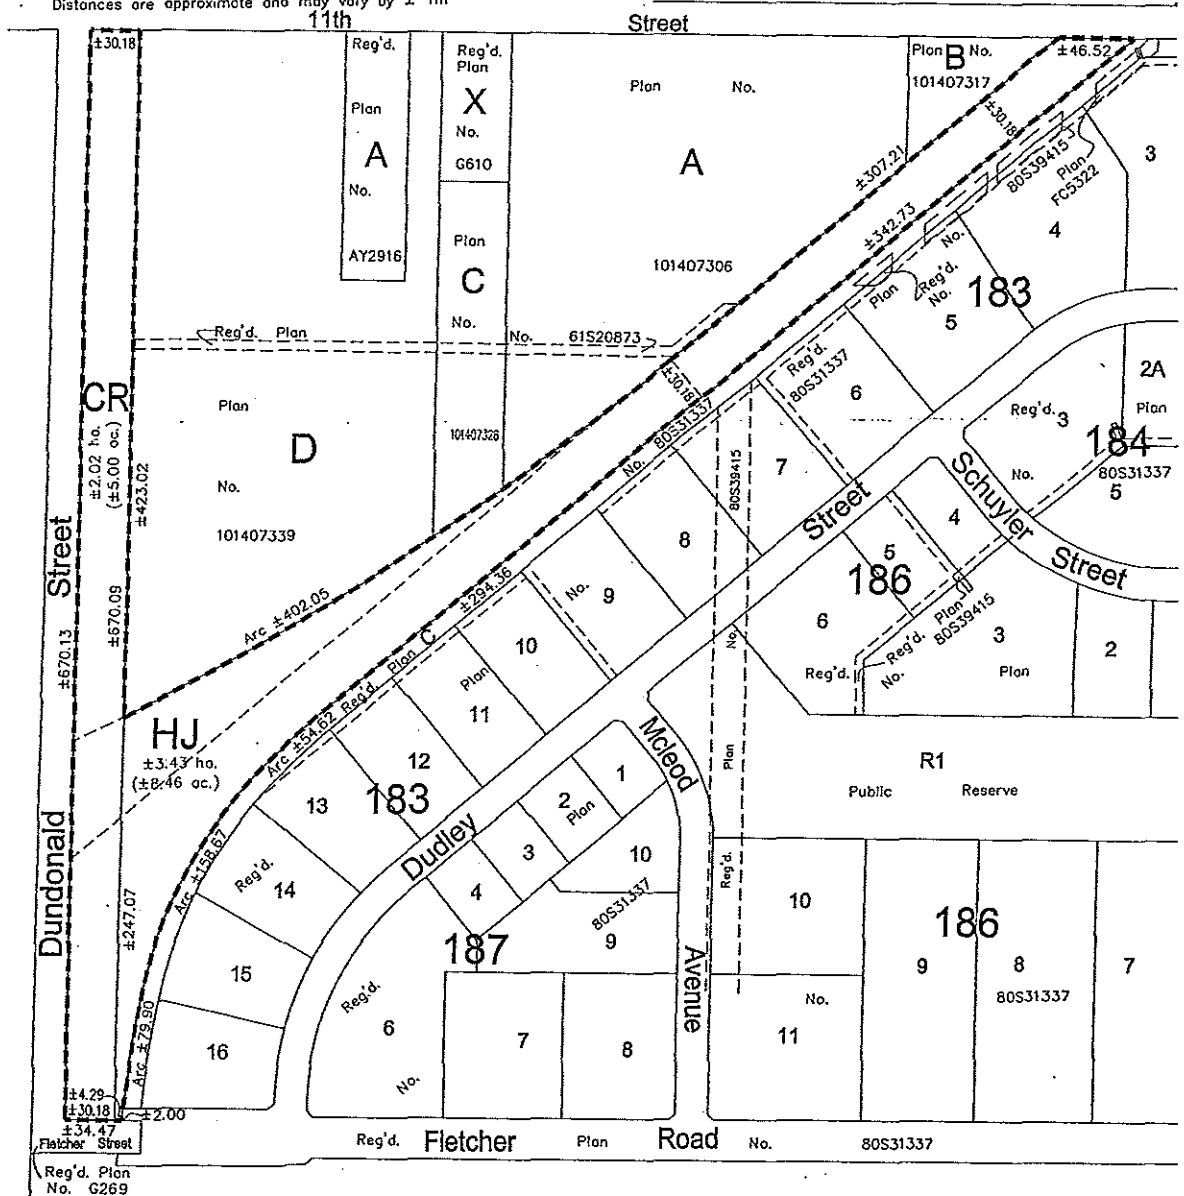 Distances are approximate and may vary by ±
11th Street
±30.18
Reg'd.
Plan
A
No.
AY2916
Reg'd.
Plan
X
No.
G610
Plan
C
No.
101407328
Plan No.
A
101407306
Plan B No.
101407317
±46.52
±30.18
±307.21
±342.73
80S39415
Plan
FC5322
3
4
No.
Reg'd.
Plan
No.
183
5
Reg'd. Plan
No. 61S20873
±30.18
Reg'd.
80S31337
6
2A
Reg'd. 3 Plan
184
No.
80S31337
5
CR
±2.02 ha.
(±5.00 ac.)
±423.02
Plan
D
No.
101407339
No. 80S31337
80S39415
7
Street
Schuyler Street
4
5
186
6
8
9
No.
Dundonald Street
±670.13
±670.09
Arc ±402.05
±294.36
10
Reg'd. Plan C
Plan
11
No.
Reg'd.
No.
Reg'd. Plan
80S39415
3
Plan
2
HJ
±3.43 ha.
(±8.46 ac.)
Arc ±54.62
12
183
13
Mcleod Avenue
1
2
Plan
3
4
10
Plan
R1
Public Reserve
Dudley
Arc ±158.67
Reg'd.
14
15
16
±247.07
Arc ±79.90
187
80S31337
9
Reg'd.
6
No.
7
8
Reg'd.
10
No.
11
186
9
8
80S31337
7
±4.29
±30.18
±2.00
±34.47
Fletcher Street
Reg'd. Fletcher Plan Road No. 80S31337
Reg'd. Plan
No. G269